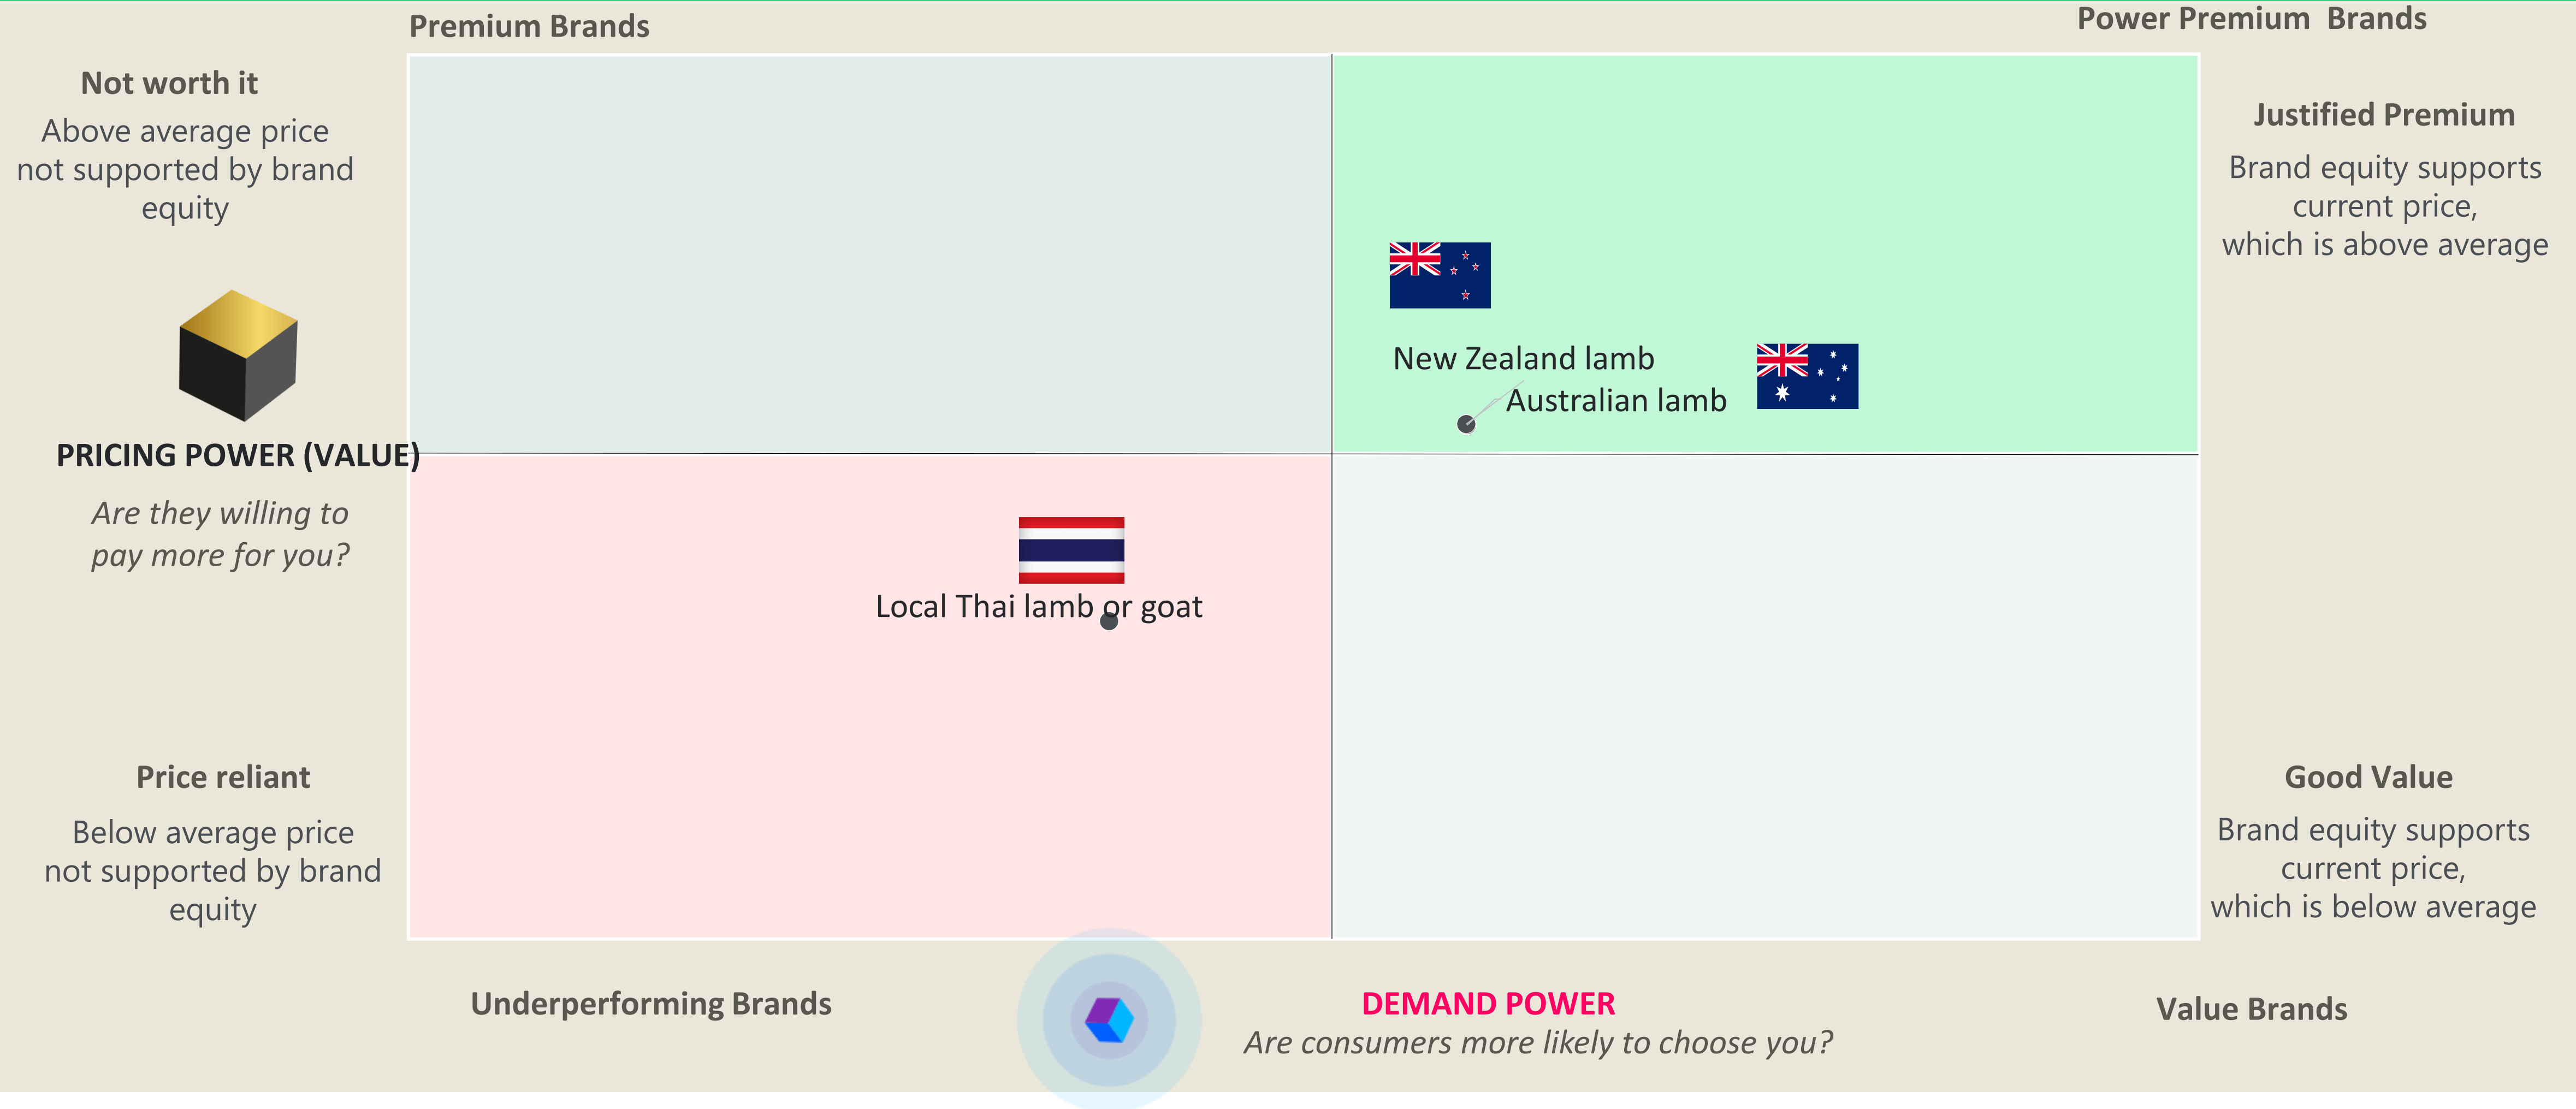 Premium Brands
Power Premium Brands
Not worth it
Above average price
not supported by brand
equity
Justified Premium
Brand equity supports
current price,
which is above average
New Zealand lamb
Australian lamb
PRICING POWER (VALUE)
Are they willing to
pay more for you?
Local Thai lamb or goat
Price reliant
Below average price
not supported by brand
equity
Good Value
Brand equity supports
current price,
which is below average
Underperforming Brands
DEMAND POWER
Are consumers more likely to choose you?
Value Brands